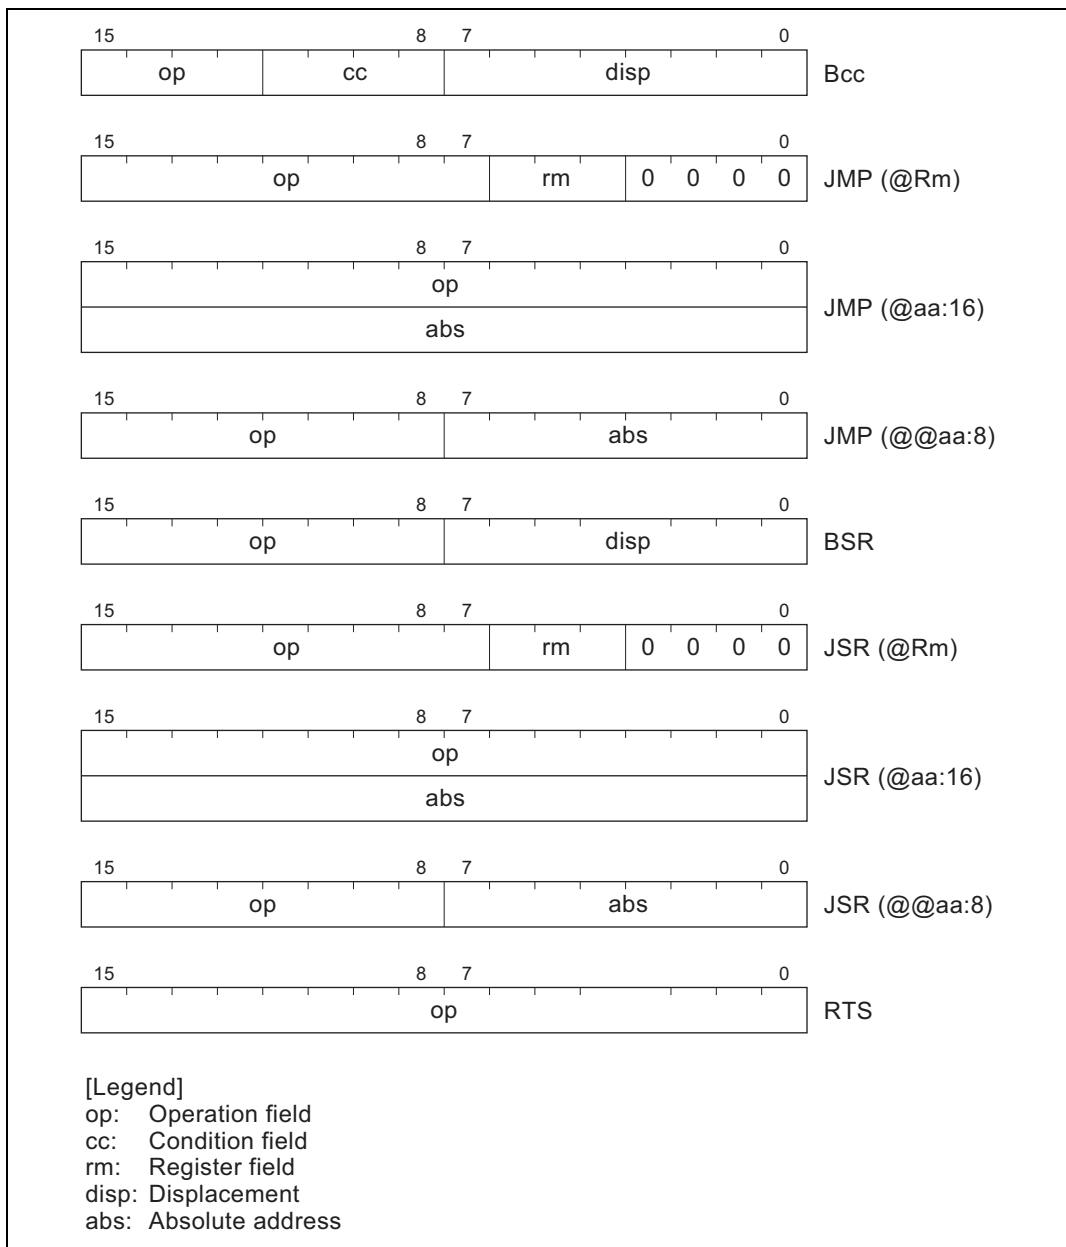 15 8 7 0
op cc disp Bcc
15 8 7 0
op rm 0 0 0 0 JMP (@Rm)
15 8 7 0
op
JMP (@aa:16)
abs
15 8 7 0
op abs JMP (@@aa:8)
15 8 7 0
op disp BSR
15 8 7 0
op rm 0 0 0 0 JSR (@Rm)
15 8 7 0
op
JSR (@aa:16)
abs
15 8 7 0
op abs JSR (@@aa:8)
15 8 7 0
op RTS
[Legend]
op: Operation field
cc: Condition field
rm: Register field
disp: Displacement
abs: Absolute address